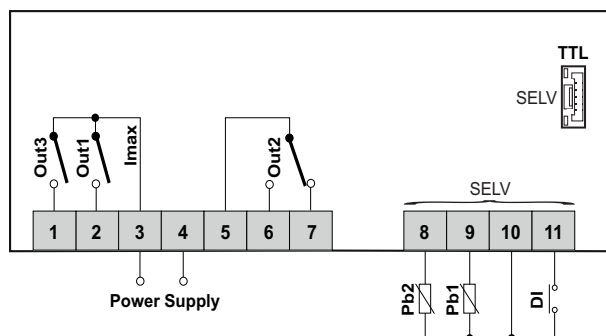 TTL
SELV
Out3
Out1
Imax
Out2
SELV
1 2 3 4 5 6 7 8 9 10 11
Power Supply
Pb2
Pb1
DI